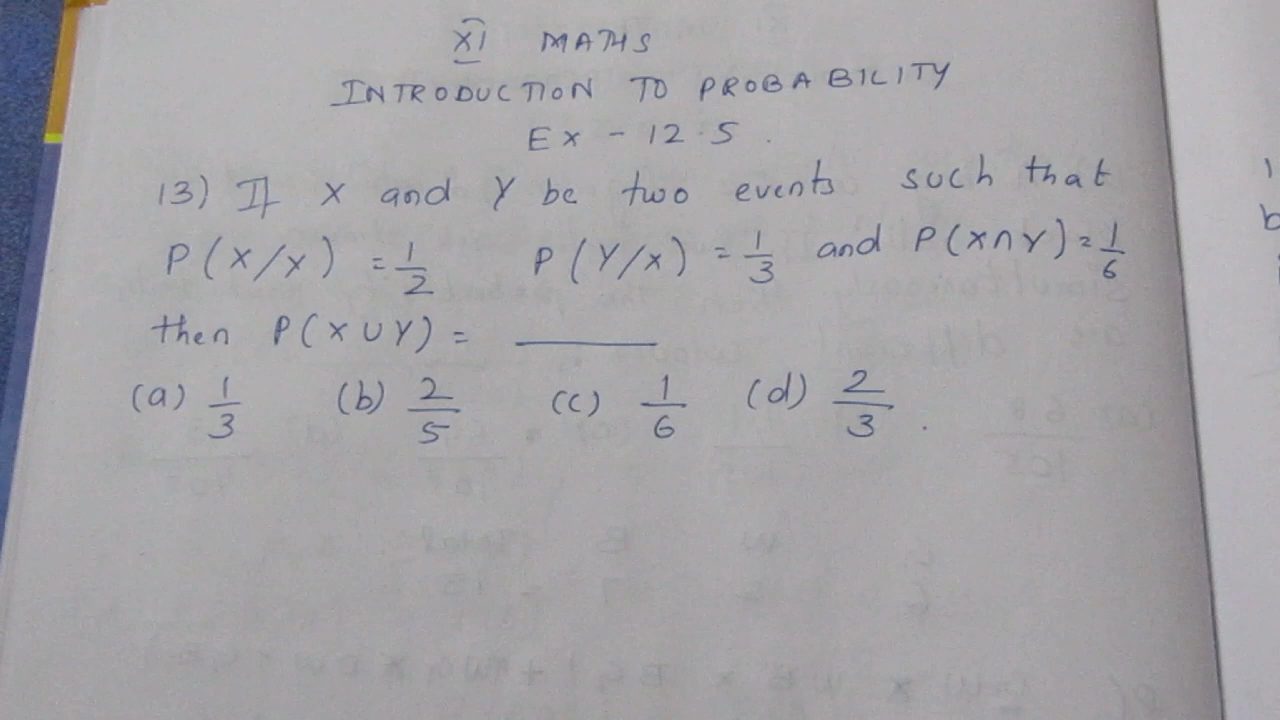 XI MATHS
INTRODUCTION TO PROBABILITY
Ex - 12.5.
13) If X and Y be two events such that
P(X/x) = 1/2 P(Y/x) = 1/3 and P(X∩Y) = 1/6
then P(X∪Y) = ______
(a) 1/3 (b) 2/5 (c) 1/6 (d) 2/3.